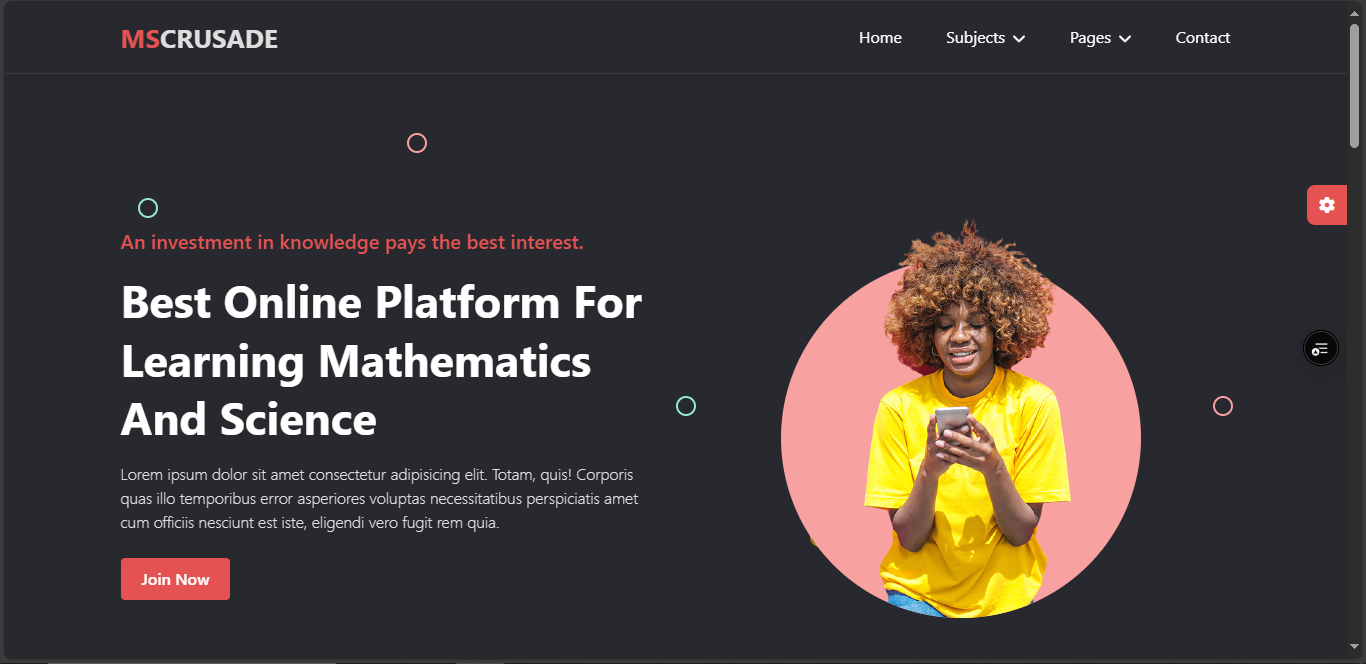 MSCRUSADE
Home Subjects Pages Contact
An investment in knowledge pays the best interest.
Best Online Platform For
Learning Mathematics
And Science
Lorem ipsum dolor sit amet consectetur adipisicing elit. Totam, quis! Corporis
quas illo temporibus error asperiores voluptas necessitatibus perspiciatis amet
cum officiis nesciunt est iste, eligendi vero fugit rem quia.
Join Now